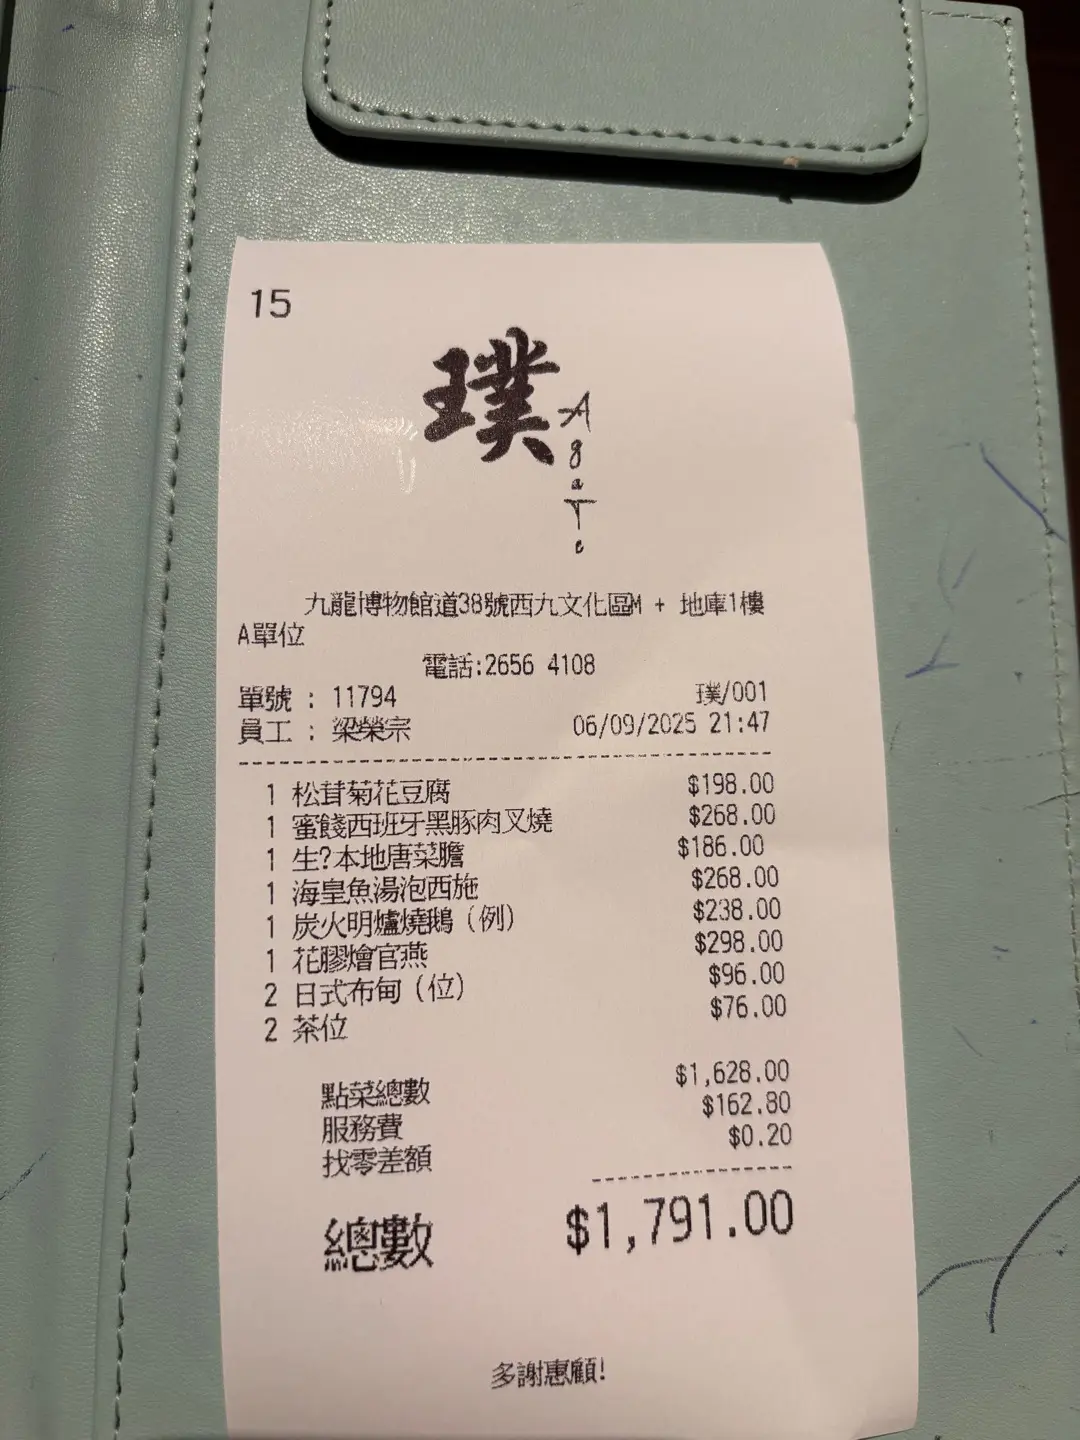 15
璞
Agate
九龍博物館道38號西九文化區M + 地庫1樓
A單位
電話:2656 4108
單號 : 11794 璞/001
員工 : 梁榮宗 06/09/2025 21:47
1 松茸菊花豆腐 $198.00
1 蜜餞西班牙黑豚肉叉燒 $268.00
1 生?本地唐菜膽 $186.00
1 海皇魚湯泡西施 $268.00
1 炭火明爐燒鵝（例） $238.00
1 花膠燴官燕 $298.00
2 日式布甸（位） $96.00
2 茶位 $76.00
點菜總數 $1,628.00
服務費 $162.80
找零差額 $0.20
總數 $1,791.00
多謝惠顧!